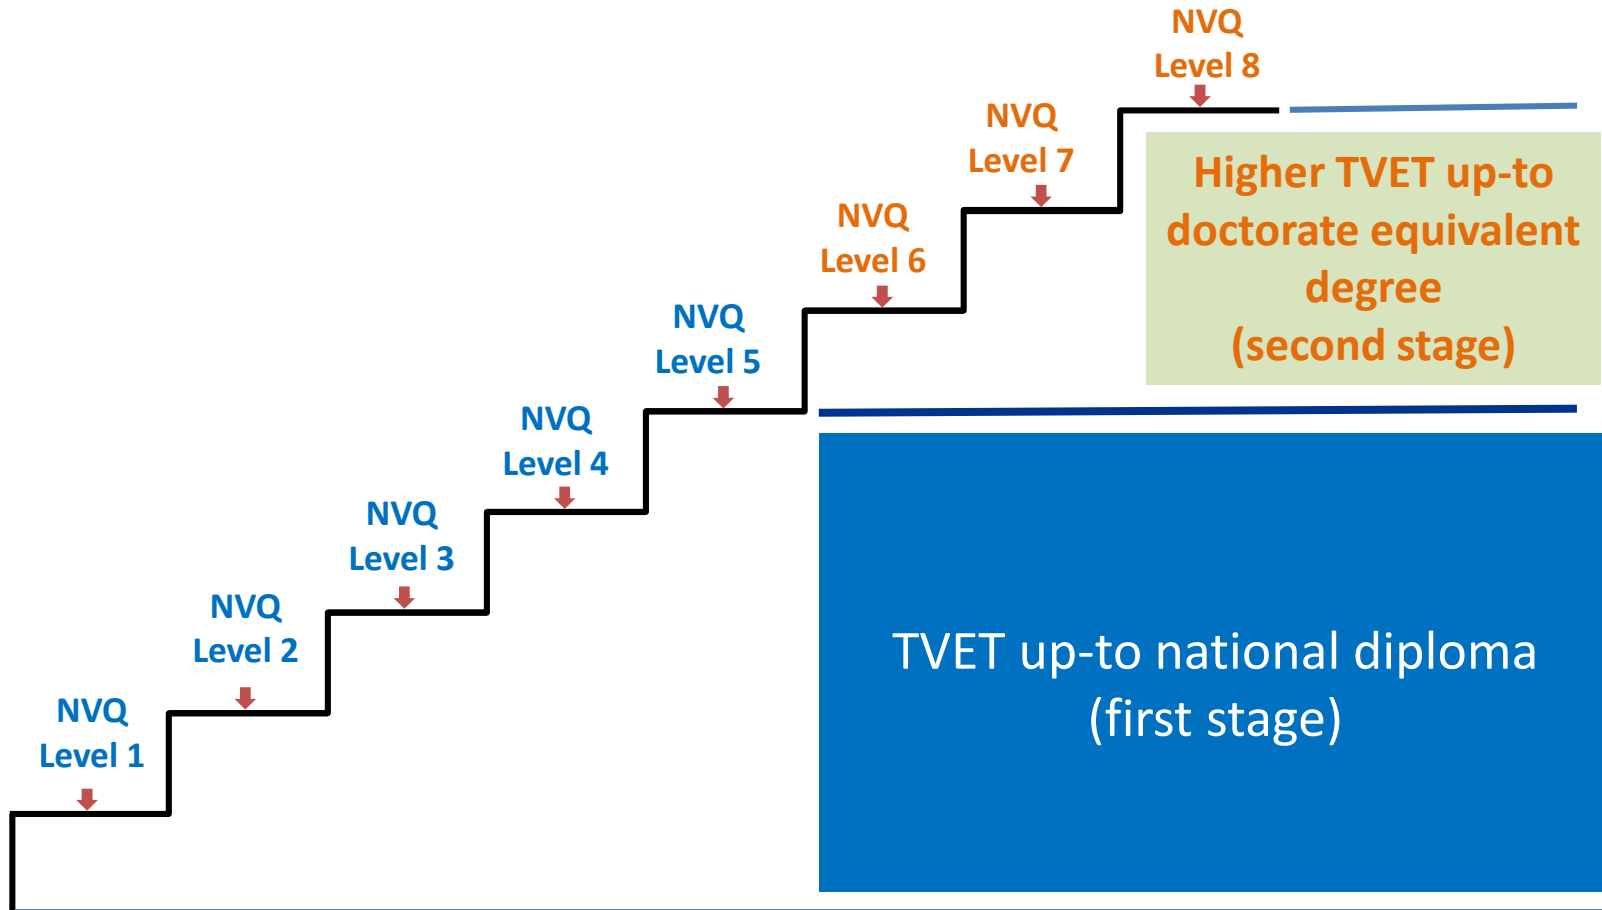 NVQ
Level 8
NVQ
Level 7
Higher TVET up-to
doctorate equivalent
degree
(second stage)
NVQ
Level 6
NVQ
Level 5
NVQ
Level 4
NVQ
Level 3
NVQ
Level 2
TVET up-to national diploma
(first stage)
NVQ
Level 1